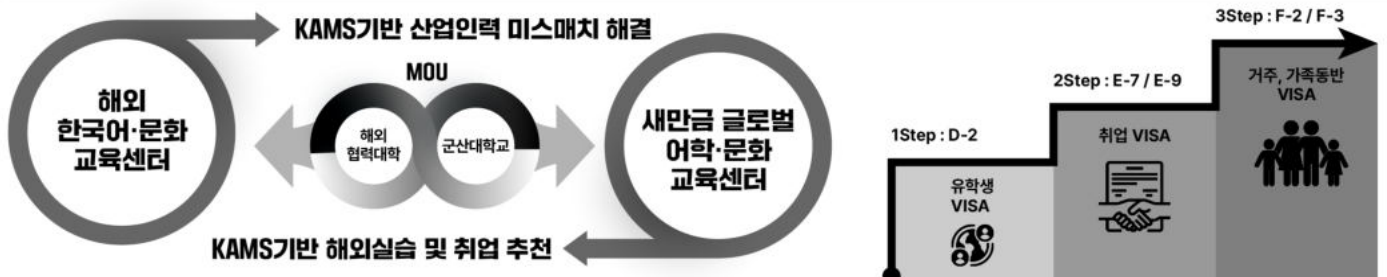 KAMS기반 산업인력 미스매치 해결
해외
한국어·문화
교육센터
MOU
해외
협력대학
군산대학교
새만금 글로벌
어학·문화
교육센터
KAMS기반 해외실습 및 취업 추천
1Step : D-2
유학생
VISA
2Step : E-7 / E-9
취업 VISA
3Step : F-2 / F-3
거주, 가족동반
VISA